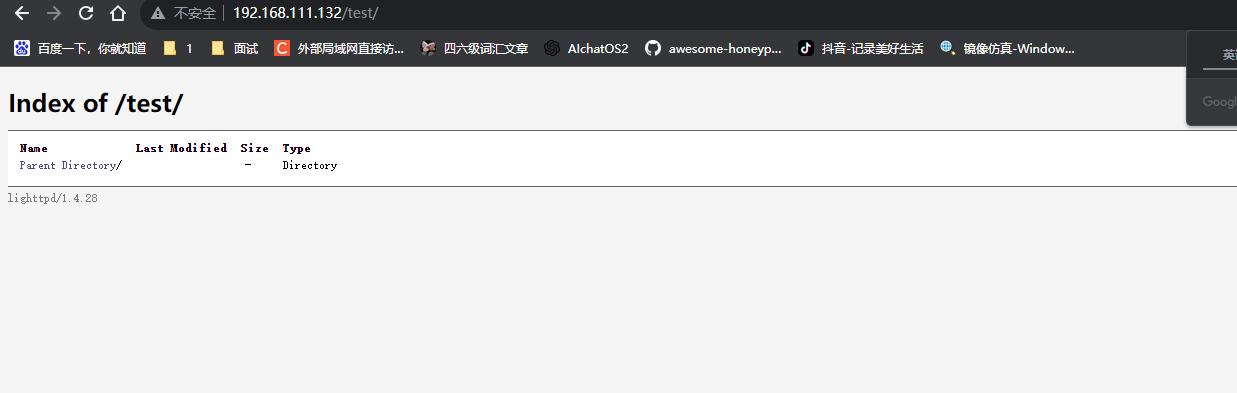 不安全 192.168.111.132/test/
百度一下，你就知道 1 面试 外部局域网直接访... 四六级词汇文章 AIchatOS2 awesome-honeyp... 抖音-记录美好生活 镜像仿真-Window...
Index of /test/
Name Last Modified Size Type
Parent Directory/ - Directory
lighttpd/1.4.28